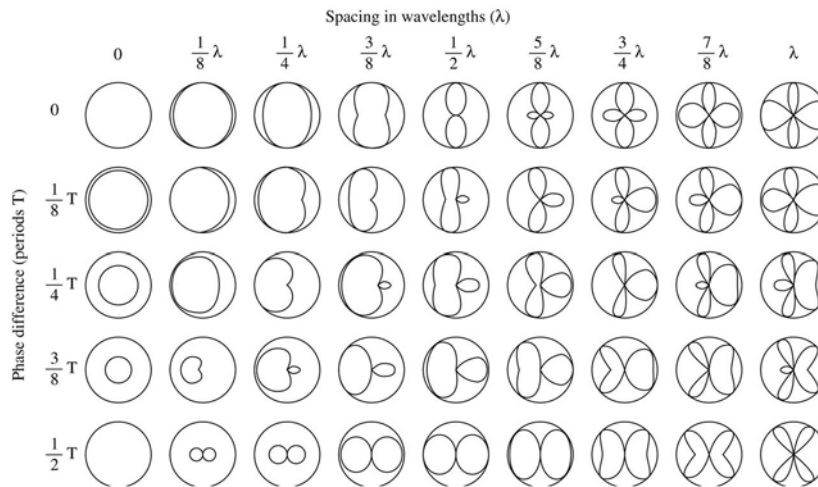 Spacing in wavelengths (λ)
0 1/8 λ 1/4 λ 3/8 λ 1/2 λ 5/8 λ 3/4 λ 7/8 λ λ
Phase difference (periods T)
0
1/8 T
1/4 T
3/8 T
1/2 T